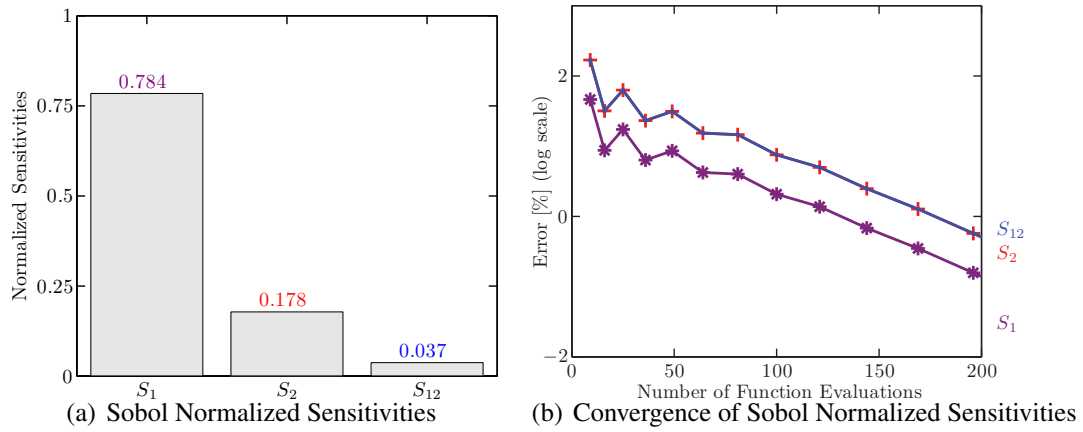 Normalized Sensitivities
1
0.75
0.5
0.25
0
0.784
0.178
0.037
S₁
S₂
S₁₂
(a) Sobol Normalized Sensitivities
Error [%] (log scale)
2
0
−2
0
50
100
150
200
Number of Function Evaluations
S₁₂
S₂
S₁
(b) Convergence of Sobol Normalized Sensitivities